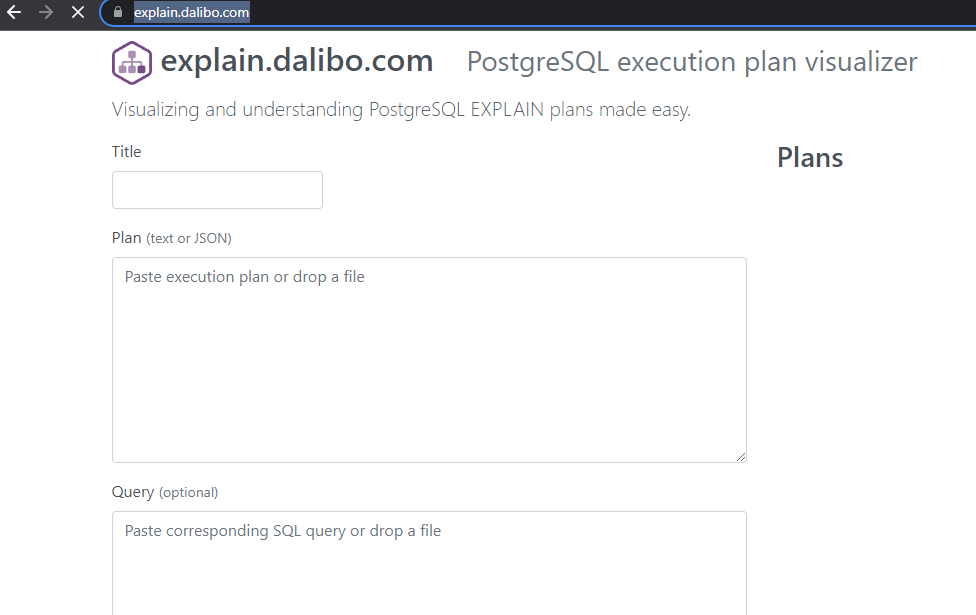 explain.dalibo.com
explain.dalibo.com PostgreSQL execution plan visualizer
Visualizing and understanding PostgreSQL EXPLAIN plans made easy.
Title
Plans
Plan (text or JSON)
Paste execution plan or drop a file
Query (optional)
Paste corresponding SQL query or drop a file